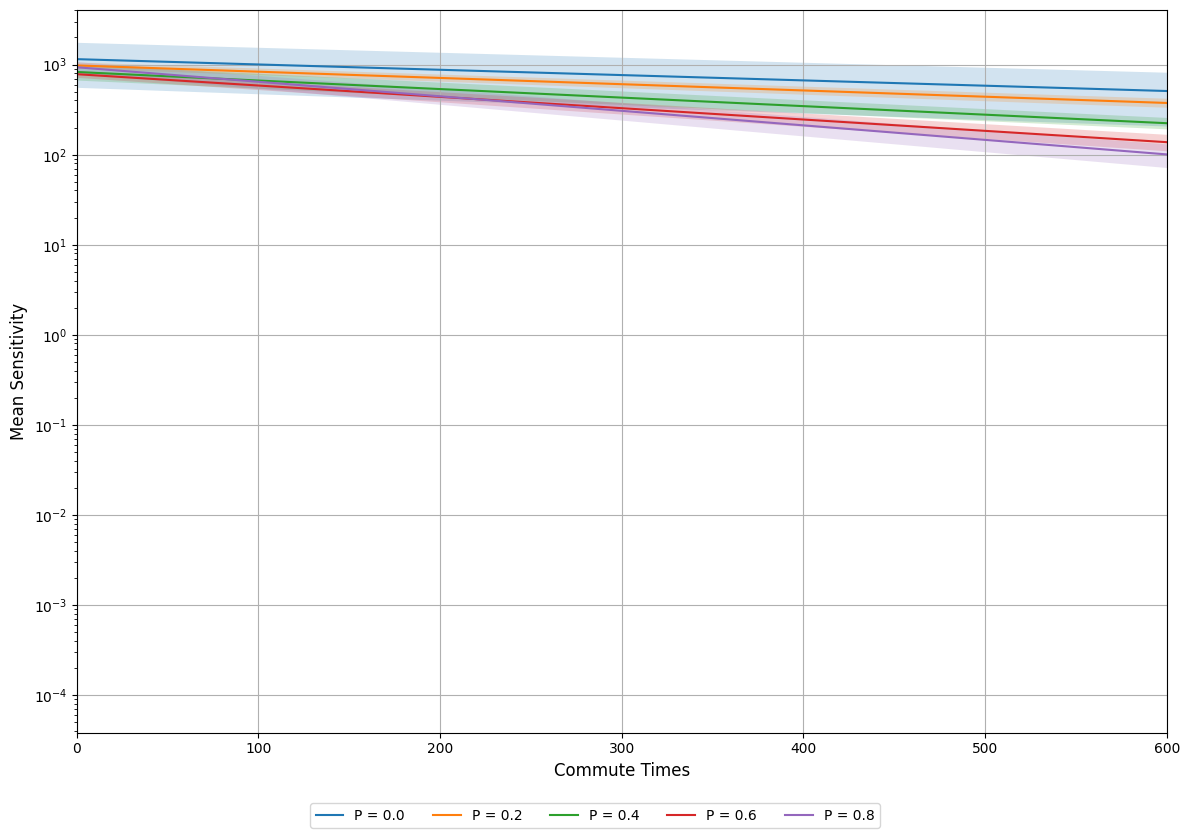 Mean Sensitivity
10³
10²
10¹
10⁰
10⁻¹
10⁻²
10⁻³
10⁻⁴
0 100 200 300 400 500 600
Commute Times
P = 0.0 P = 0.2 P = 0.4 P = 0.6 P = 0.8